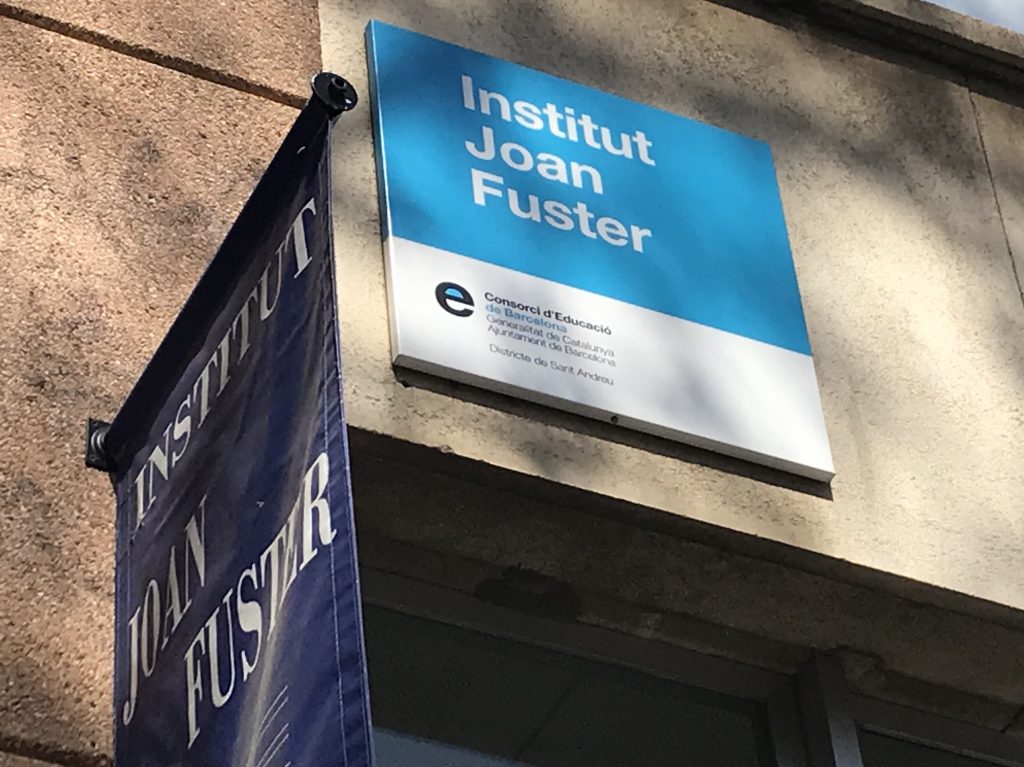 Institut
Joan
Fuster
e
Consorci d'Educació
de Barcelona
Generalitat de Catalunya
Ajuntament de Barcelona
Districte de Sant Andreu
INSTITUT
JOAN
FUSTER